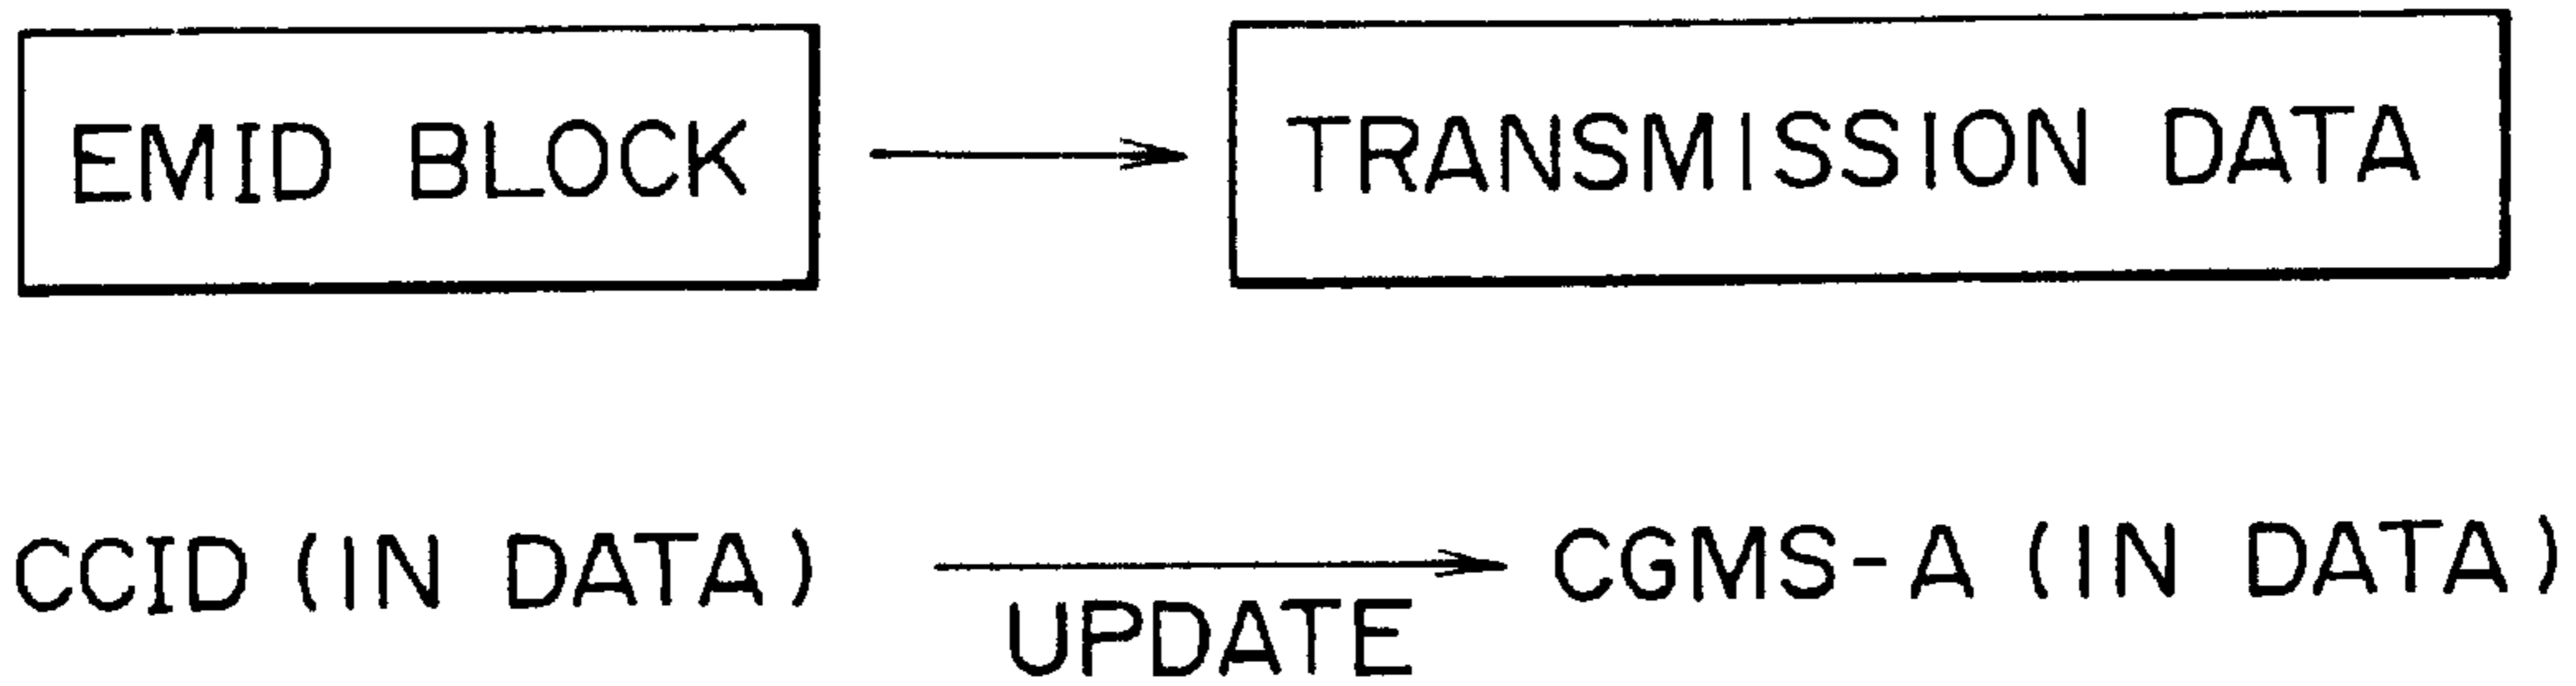 EMID BLOCK → TRANSMISSION DATA
CCID (IN DATA) → CGMS-A (IN DATA)
UPDATE